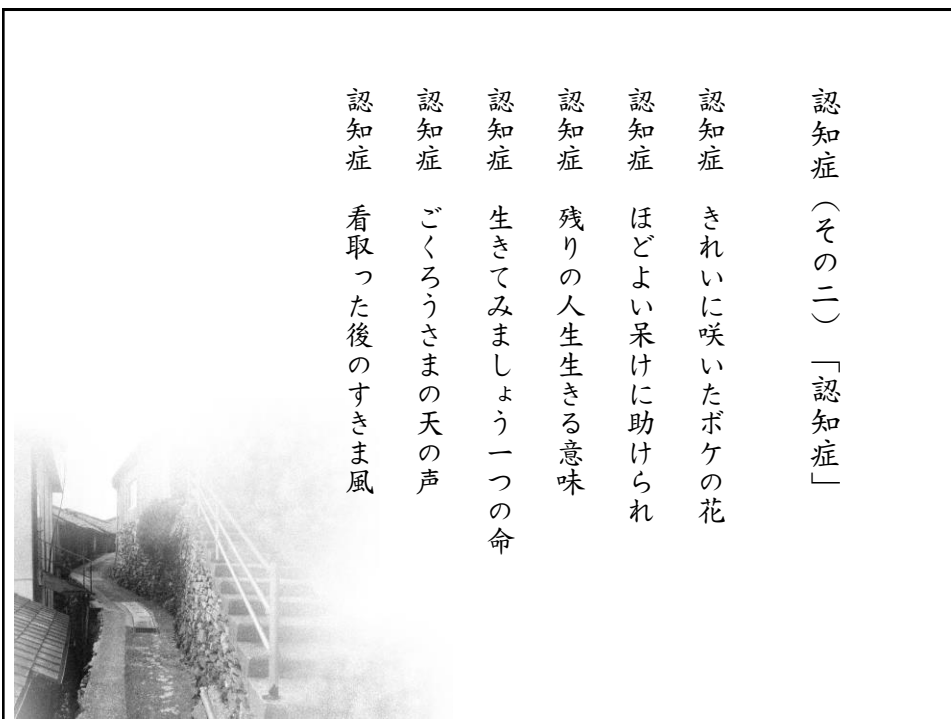 認知症（その二）「認知症」
認知症　きれいに咲いたボケの花
認知症　ほどよい呆けに助けられ
認知症　残りの人生生きる意味
認知症　生きてみましょう一つの命
認知症　ごくろうさまの天の声
認知症　看取った後のすきま風